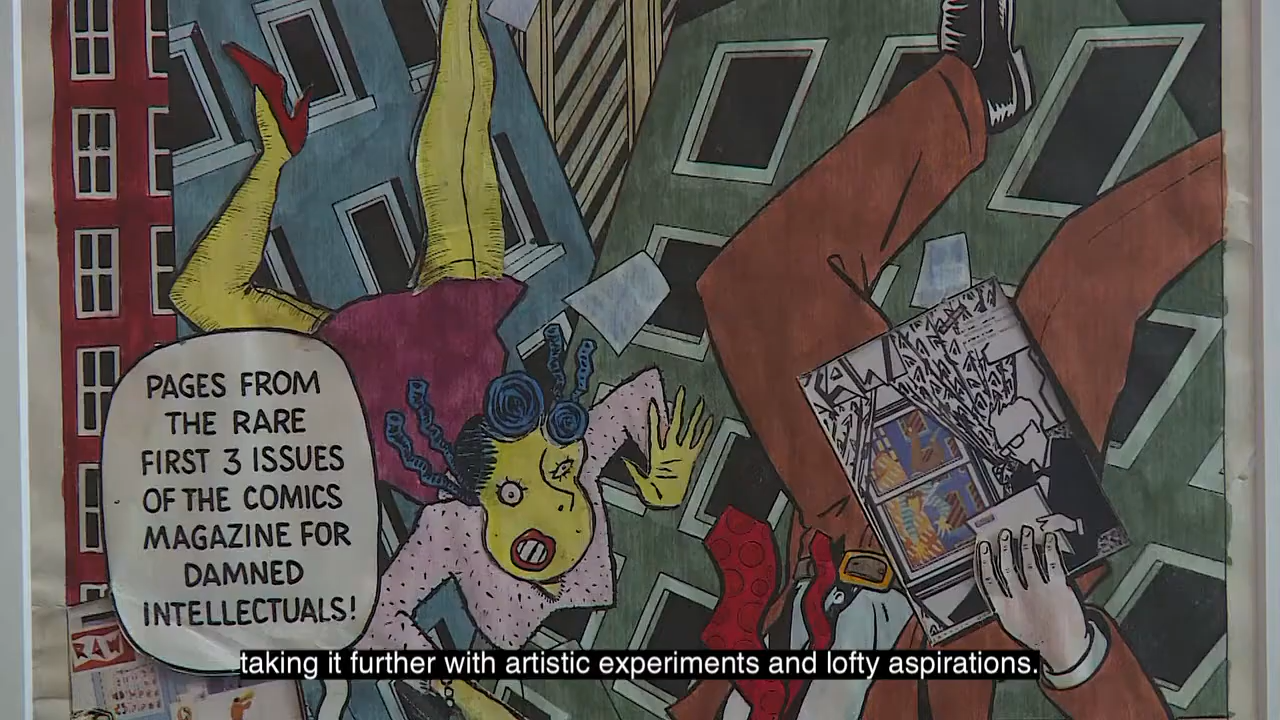 PAGES FROM
THE RARE
FIRST 3 ISSUES
OF THE COMICS
MAGAZINE FOR
DAMNED
INTELLECTUALS!
RAW
RAW
taking it further with artistic experiments and lofty aspirations.